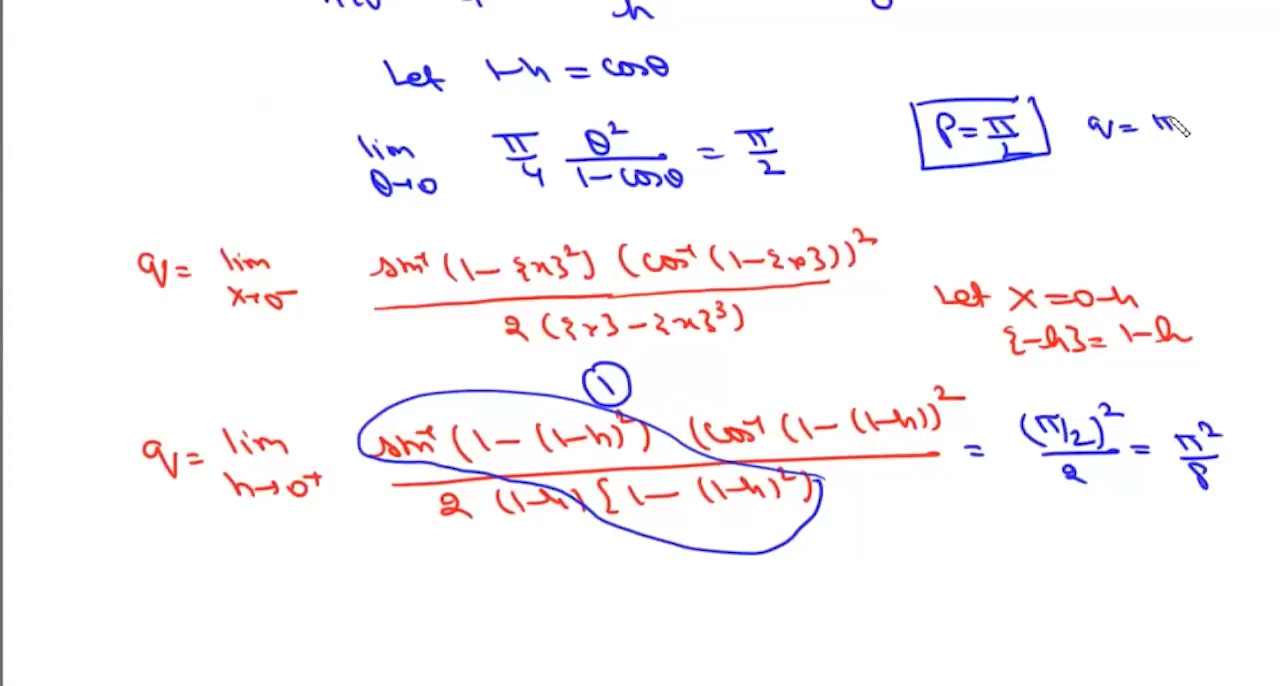 Let 1-h = cosθ
lim θ→0 π/4 θ²/(1-cosθ) = π/2
P = π/2 q = π
q = lim x→0⁻ sin⁻¹(1-{x}²) (cos⁻¹(1-{x}))² / 2({x}-{x}³)
Let x = 0-h
{-h} = 1-h
1
q = lim h→0⁺ sin⁻¹(1-(1-h)²) (cos⁻¹(1-(1-h))² / 2(1-h){1-(1-h)²) = (π/2)²/2 = π²/8